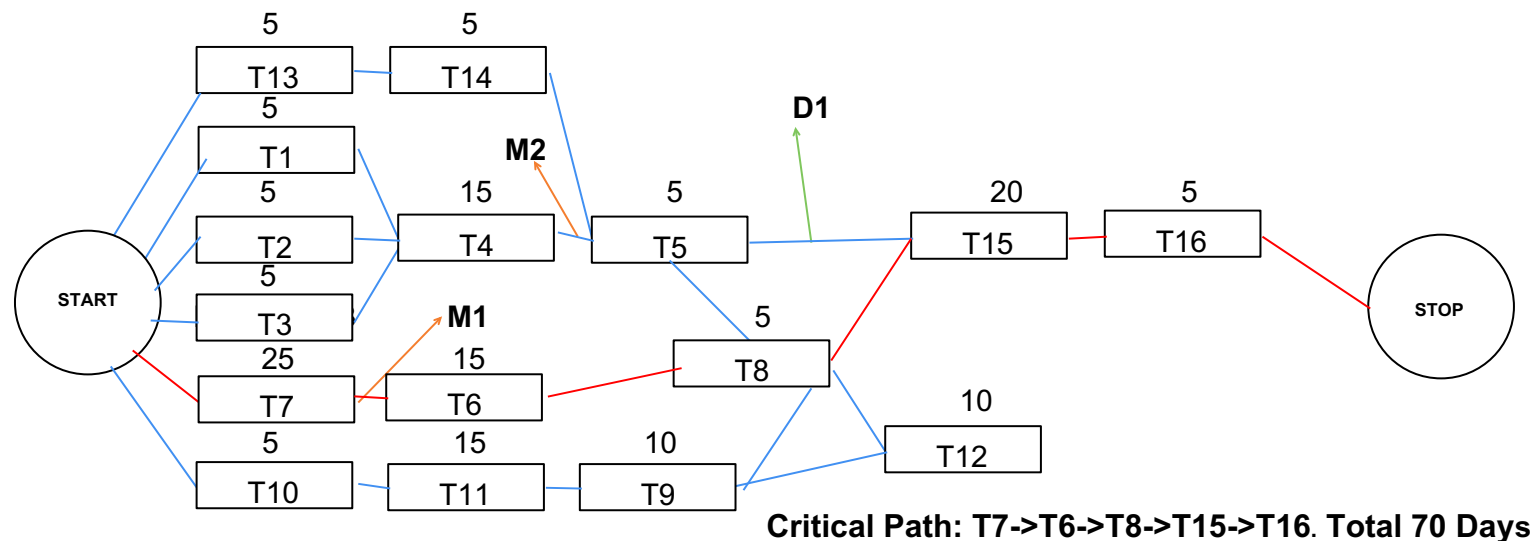 5
5
T13
T14
5
D1
T1
M2
5
15
5
20
5
T2
T4
T5
T15
T16
5
START
T3
M1
5
STOP
25
15
T8
T7
T6
10
5
15
10
T12
T10
T11
T9
Critical Path: T7->T6->T8->T15->T16. Total 70 Days